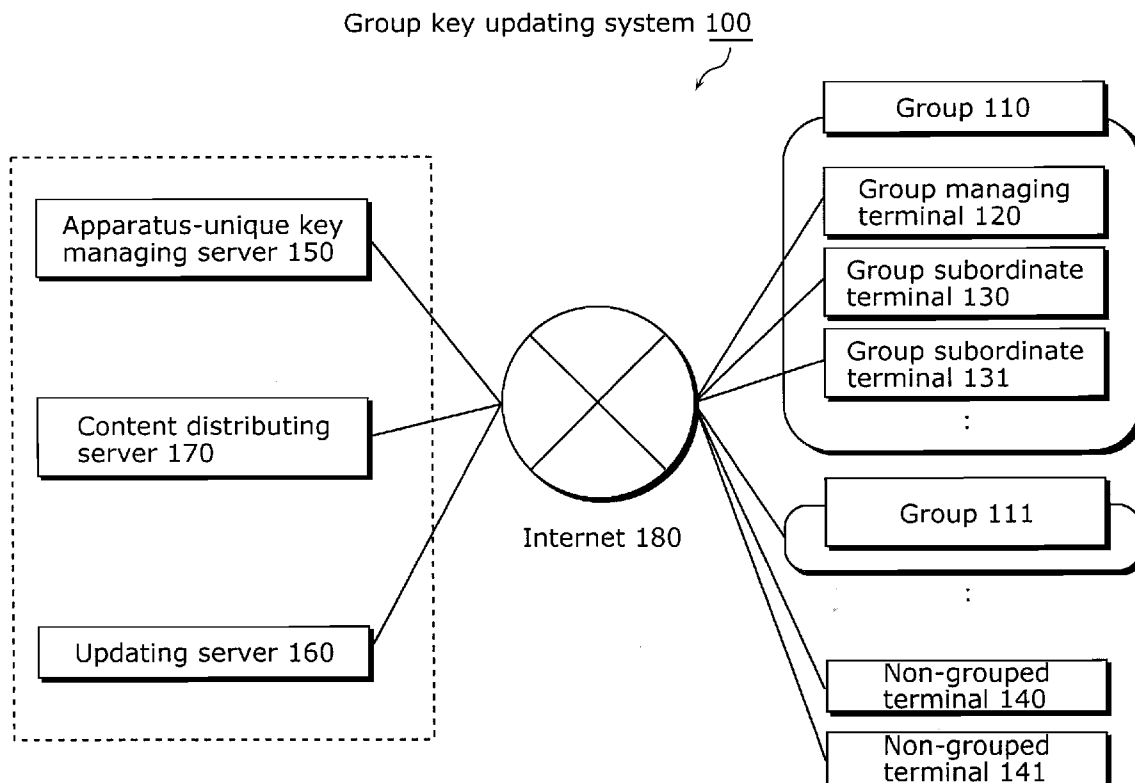 Group key updating system 100
Group 110
Group managing
terminal 120
Group subordinate
terminal 130
Group subordinate
terminal 131
:
Group 111
:
Non-grouped
terminal 140
Non-grouped
terminal 141
Apparatus-unique key
managing server 150
Content distributing
server 170
Updating server 160
Internet 180